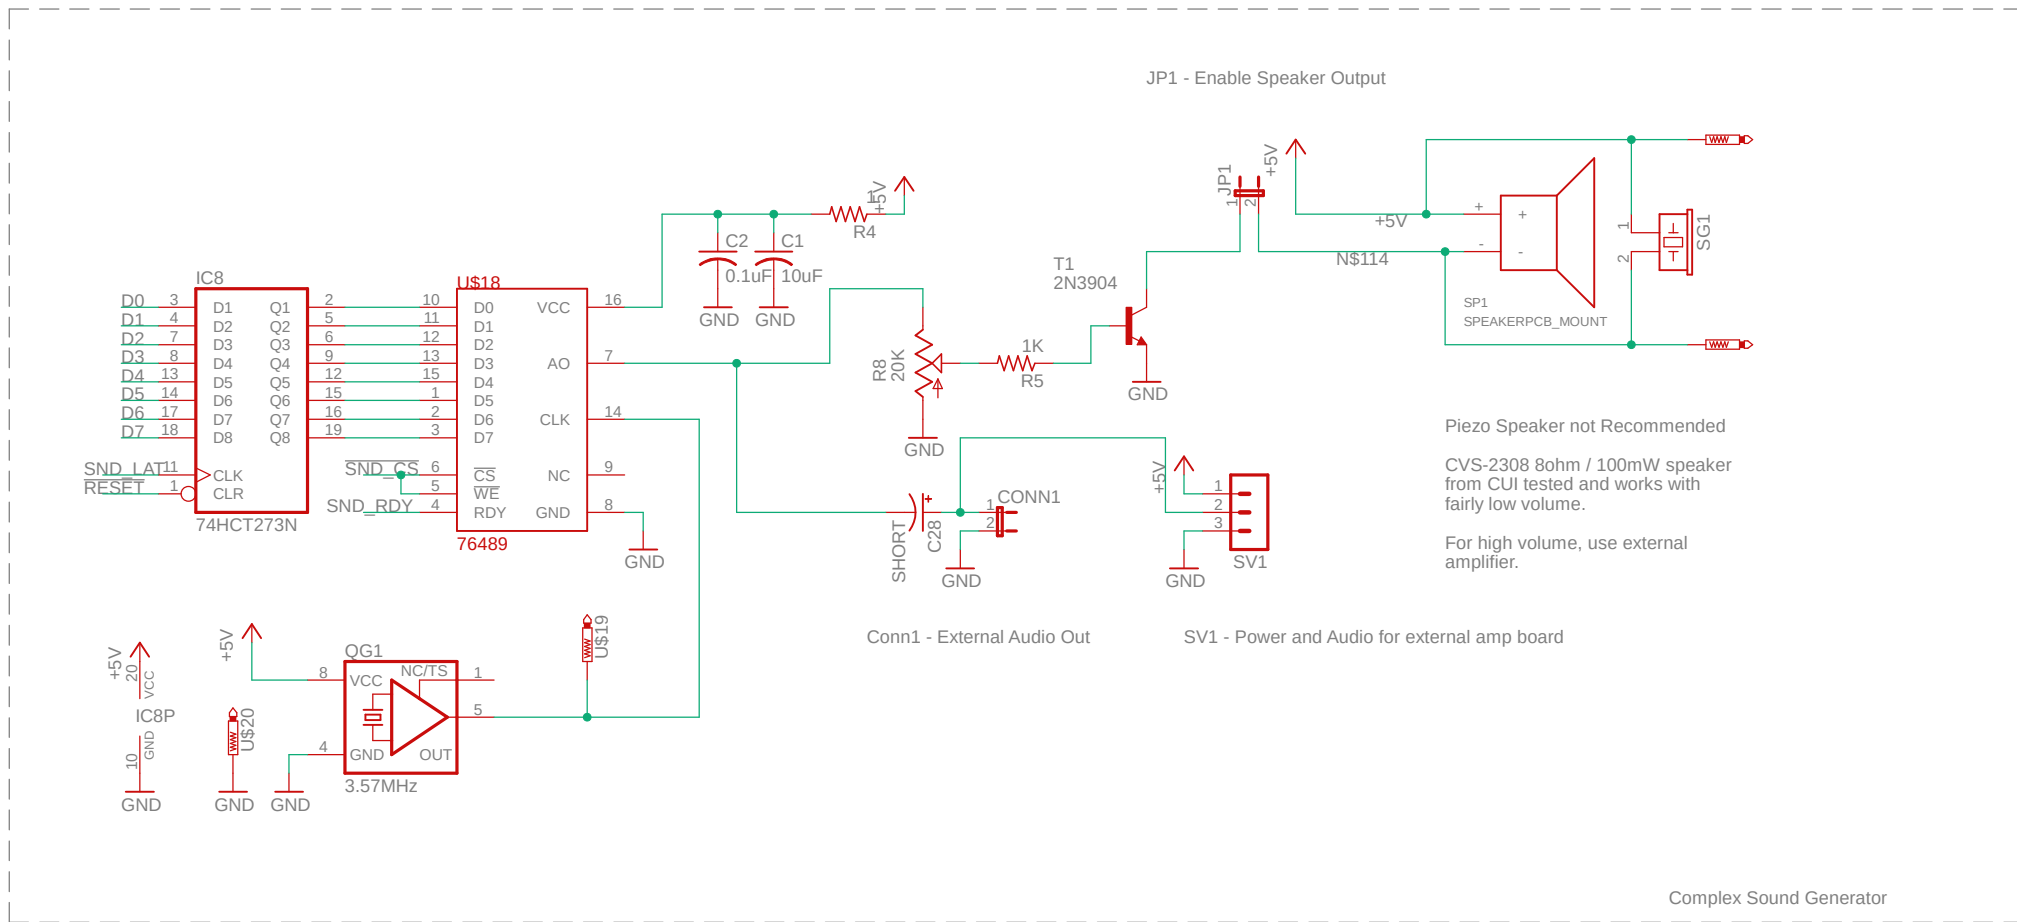 JP1 - Enable Speaker Output
JP1
1
2
+5V
+5V
N$114
+
-
+
-
SP1
SPEAKERPCB_MOUNT
1
2
SG1
1
+5V
R4
C2
0.1uF
C1
10uF
GND
GND
T1
2N3904
GND
R8
20K
GND
1K
R5
IC8
D0
D1
D2
D3
D4
D5
D6
D7
3
4
7
8
13
14
17
18
D1
D2
D3
D4
D5
D6
D7
D8
Q1
Q2
Q3
Q4
Q5
Q6
Q7
Q8
2
5
6
9
12
15
16
19
SND_LAT
11
CLK
RESET
1
CLR
74HCT273N
U$18
10
11
12
13
15
1
2
3
D0
D1
D2
D3
D4
D5
D6
D7
SND_CS
6
CS
5
WE
SND_RDY
4
RDY
VCC
16
AO
7
CLK
14
NC
9
GND
8
76489
GND
SHORT
C28
+
1
2
CONN1
GND
+5V
1
2
3
SV1
GND
Piezo Speaker not Recommended
CVS-2308 8ohm / 100mW speaker
from CUI tested and works with
fairly low volume.
For high volume, use external
amplifier.
Conn1 - External Audio Out
SV1 - Power and Audio for external amp board
+5V
20
VCC
IC8P
GND
10
GND
+5V
U$20
GND
GND
QG1
8
VCC
NC/TS
1
5
4
GND
OUT
3.57MHz
U$19
Complex Sound Generator